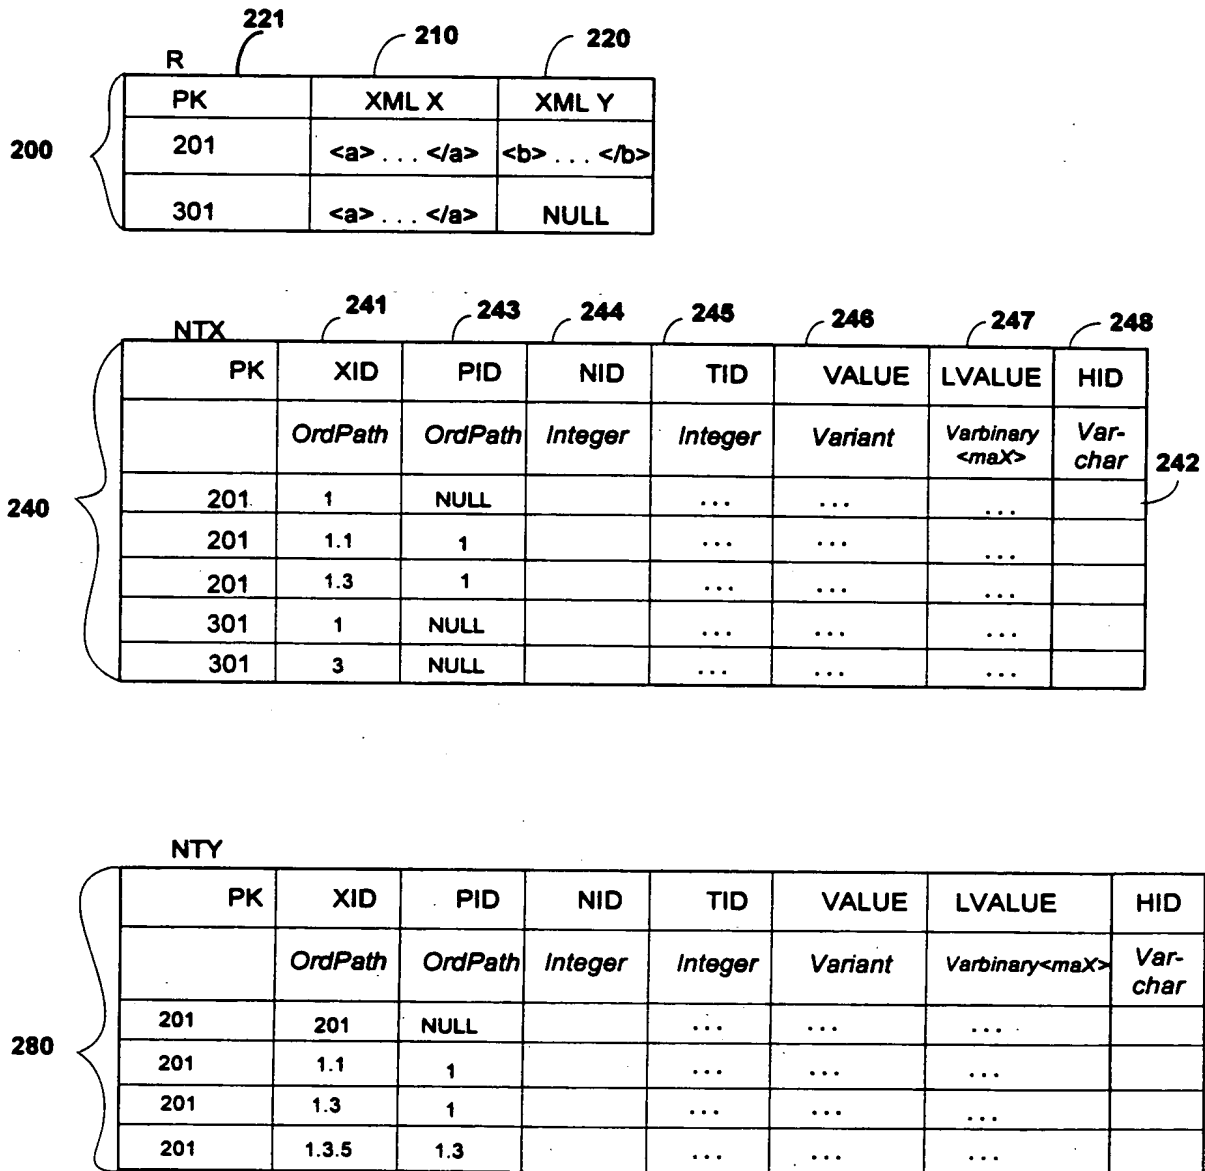 221 210 220
R
PK XML X XML Y
200 201 <a> . . . </a> <b> . . . </b>
301 <a> . . . </a> NULL
241 243 244 245 246 247 248
NTX
PK XID PID NID TID VALUE LVALUE HID
OrdPath OrdPath Integer Integer Variant Varbinary <maX> Var-char
242
240 201 1 NULL ... ... ...
201 1.1 1 ... ... ...
201 1.3 1 ... ... ...
301 1 NULL ... ... ...
301 3 NULL ... ... ...
NTY
PK XID PID NID TID VALUE LVALUE HID
OrdPath OrdPath Integer Integer Variant Varbinary<maX> Var-char
201 201 NULL ... ... ...
280 201 1.1 1 ... ... ...
201 1.3 1 ... ... ...
201 1.3.5 1.3 ... ... ...